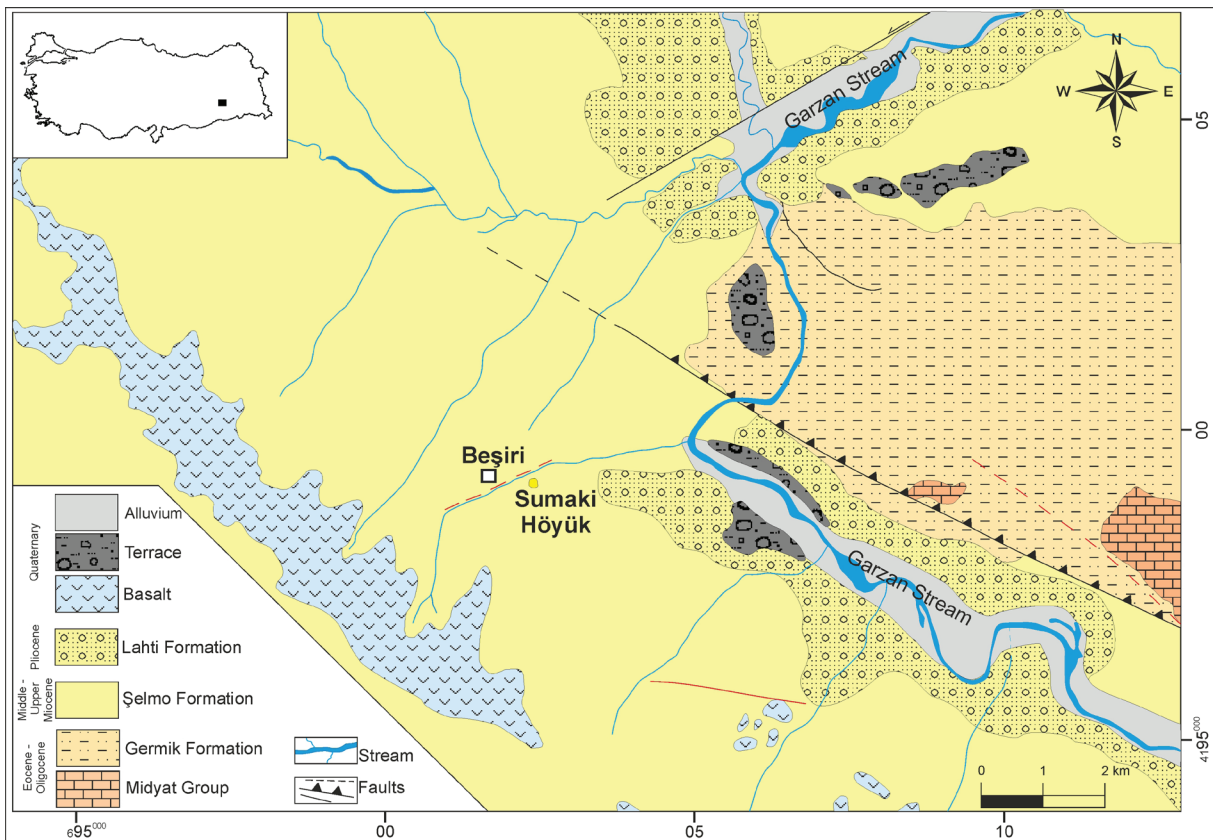 N
W
E
S
Garzan Stream
05
00
Beşiri
Sumaki
Höyük
Garzan Stream
Quaternary
Alluvium
Terrace
Basalt
Pliocene
Lahti Formation
Middle -
Upper
Miocene
Şelmo Formation
Eocene -
Oligocene
Germik Formation
Midyat Group
Stream
Faults
0 1 2 km
4195000
695000
00
05
10